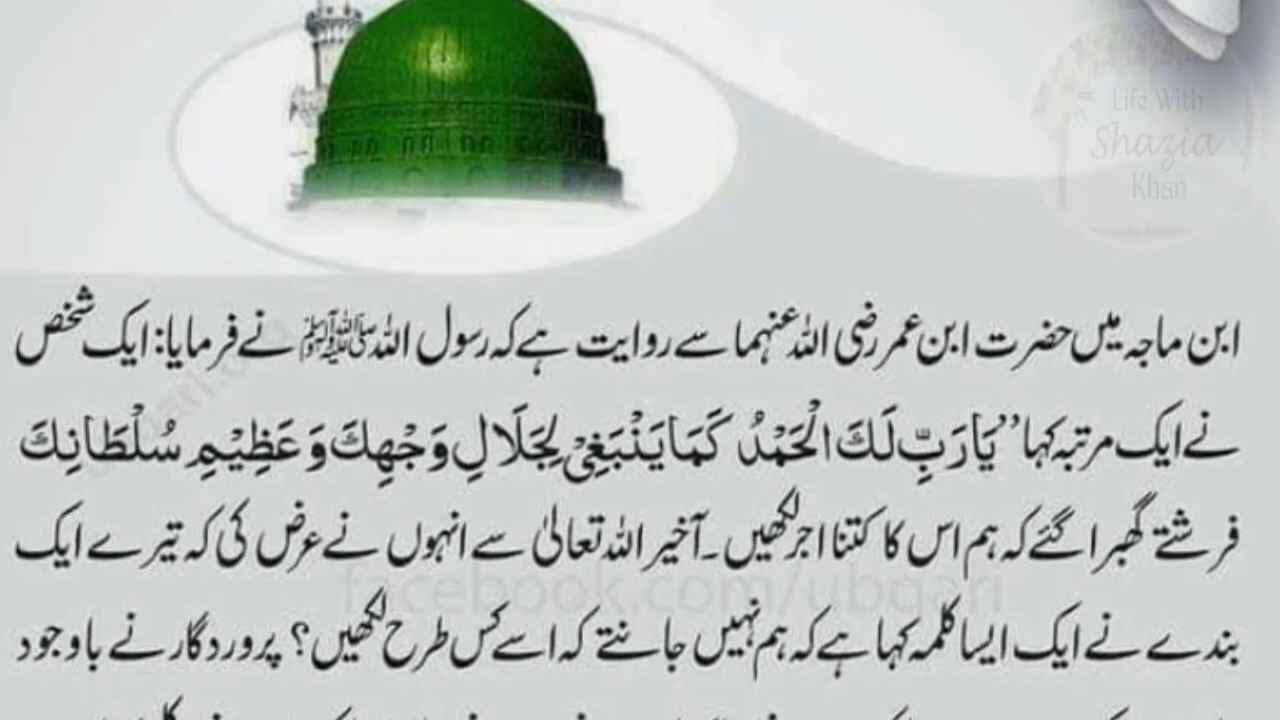 Life With
Shazia
Khan
ابن ماجہ میں حضرت ابن عمر رضی اللہ عنہما سے روایت ہے کہ رسول اللہ ﷺ نے فرمایا: ایک شخص
نے ایک مرتبہ کہا ”یَا رَبِّ لَکَ الْحَمْدُ کَمَا یَنْبَغِیْ لِجَلَالِ وَجْهِکَ وَعَظِیْمِ سُلْطَانِکَ
فرشتے گھبرا گئے کہ ہم اس کا کتنا اجر لکھیں۔ آخیر اللہ تعالیٰ سے انہوں نے عرض کی کہ تیرے ایک
facebook.com/ubqari
بندے نے ایک ایسا کلمہ کہا ہے کہ ہم نہیں جانتے کہ اسے کس طرح لکھیں؟ پروردگار نے باوجود